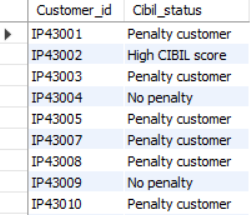 Customer_id Cibil_status
IP43001 Penalty customer
IP43002 High CIBIL score
IP43003 Penalty customer
IP43004 No penalty
IP43005 Penalty customer
IP43007 Penalty customer
IP43008 Penalty customer
IP43009 No penalty
IP43010 Penalty customer